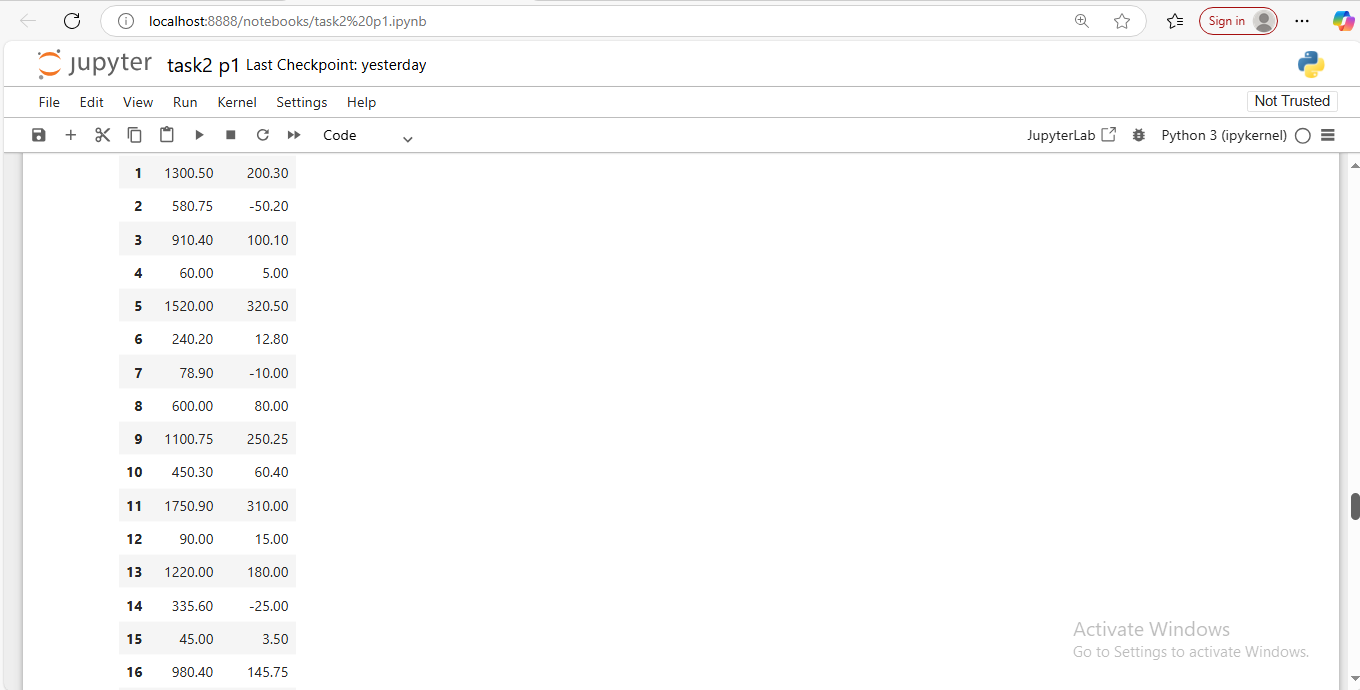 localhost:8888/notebooks/task2%20p1.ipynb
Sign in
jupyter task2 p1 Last Checkpoint: yesterday
File Edit View Run Kernel Settings Help
Not Trusted
Code
JupyterLab
Python 3 (ipykernel)
1 1300.50 200.30
2 580.75 -50.20
3 910.40 100.10
4 60.00 5.00
5 1520.00 320.50
6 240.20 12.80
7 78.90 -10.00
8 600.00 80.00
9 1100.75 250.25
10 450.30 60.40
11 1750.90 310.00
12 90.00 15.00
13 1220.00 180.00
14 335.60 -25.00
15 45.00 3.50
16 980.40 145.75
Activate Windows
Go to Settings to activate Windows.